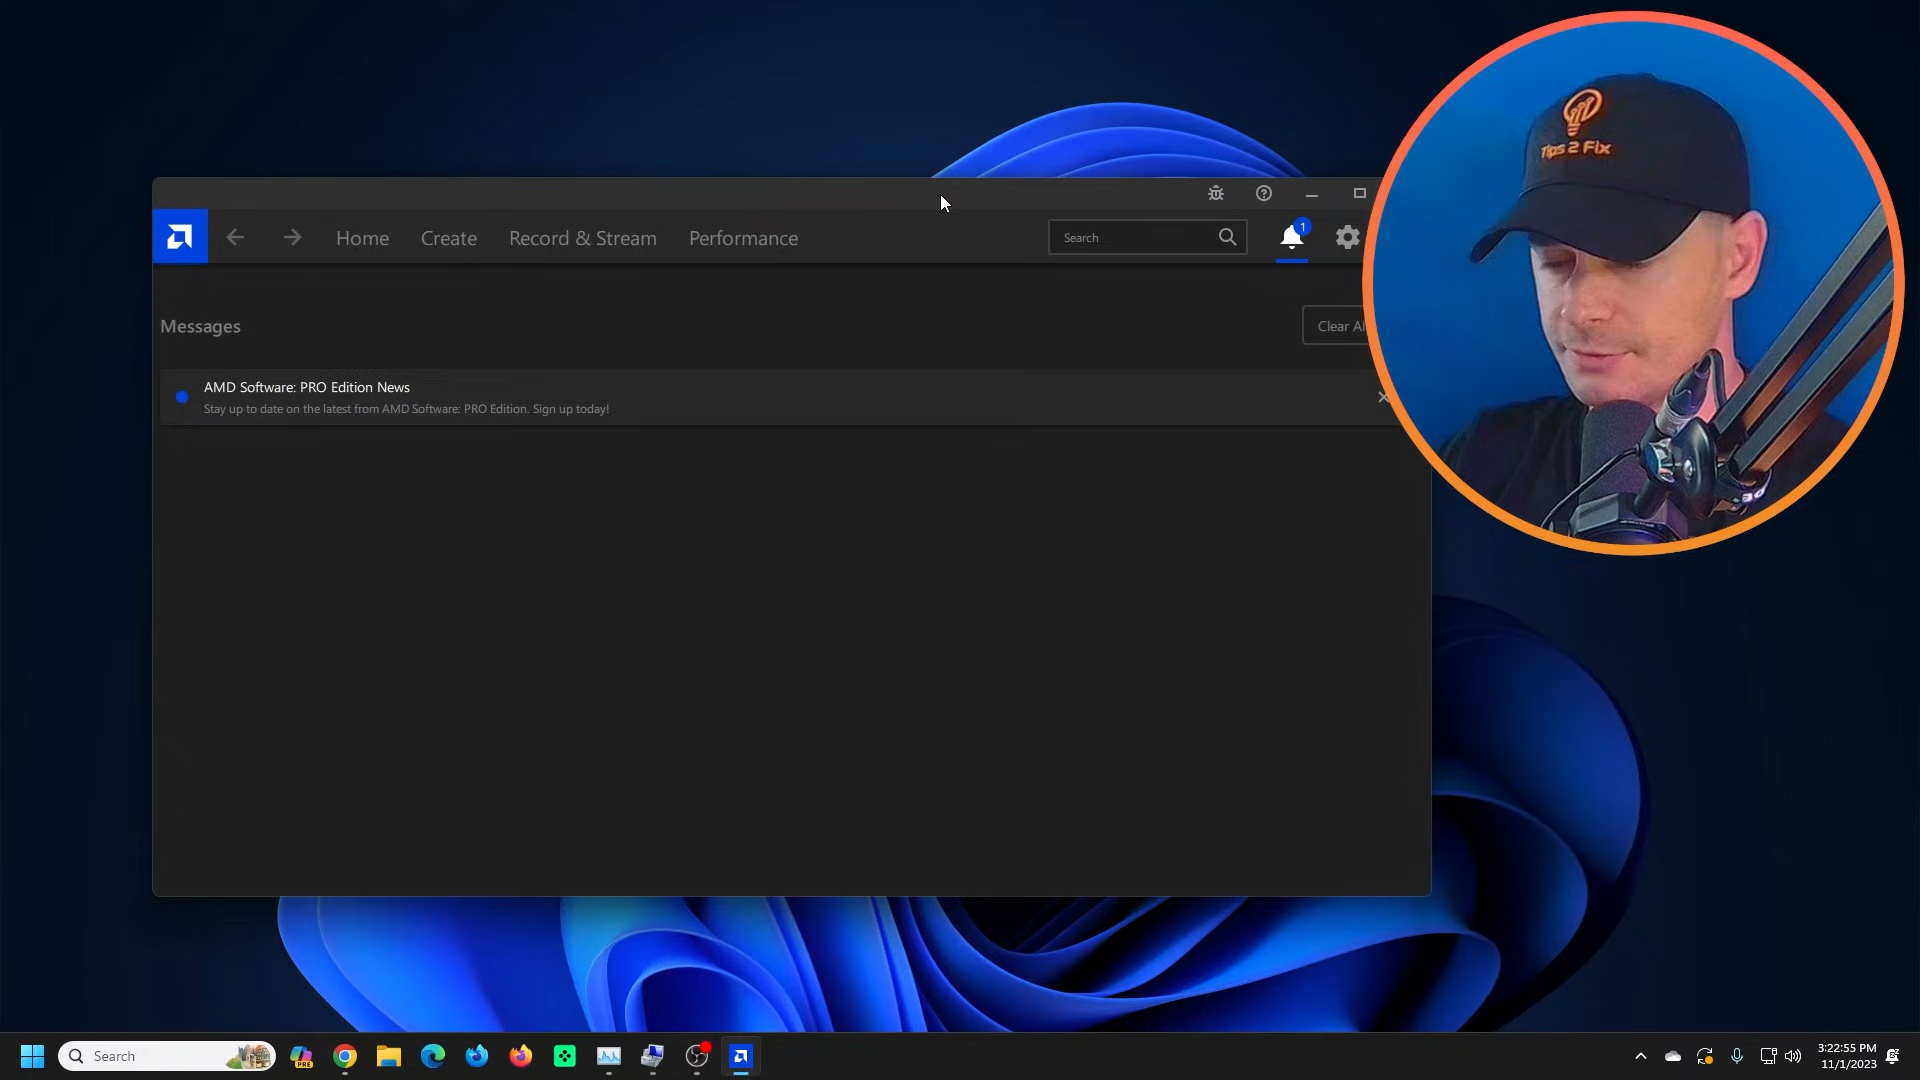 Tips 2 Fix
Home
Create
Record & Stream
Performance
Search
1
Messages
Clear Al
AMD Software: PRO Edition News
Stay up to date on the latest from AMD Software: PRO Edition. Sign up today!
Search
PRE
3:22:55 PM
11/1/2023